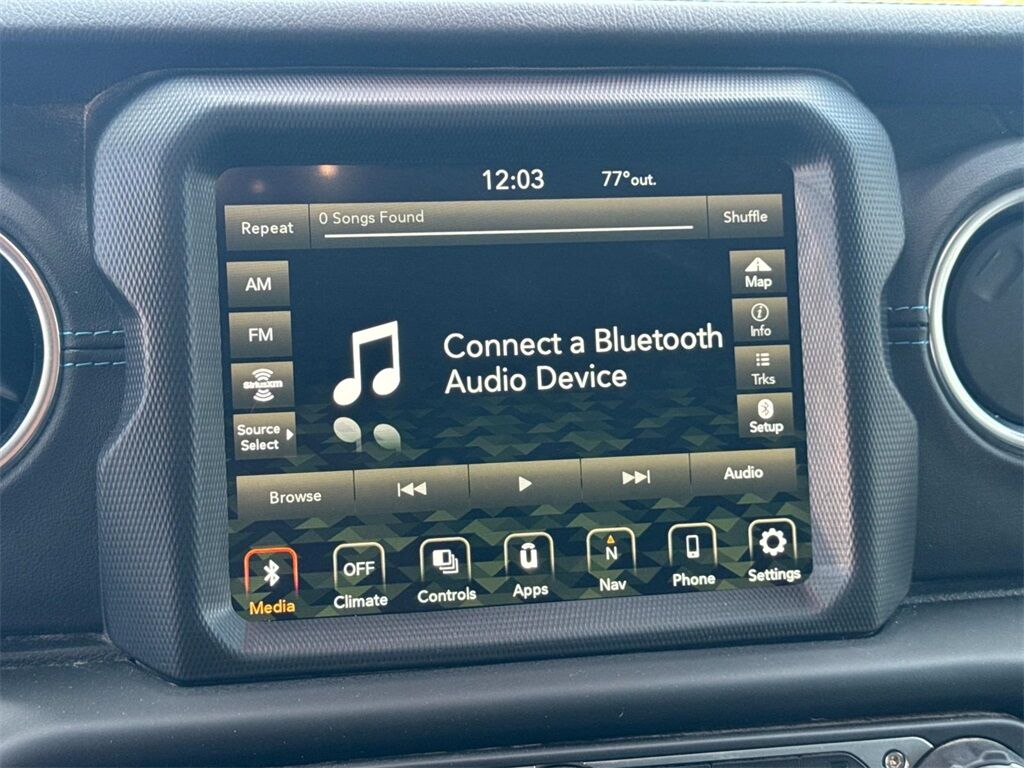 12:03 77°out.
Repeat 0 Songs Found Shuffle
AM
FM
SiriusXM
Source
Select
Connect a Bluetooth
Audio Device
Map
i
Info
Trks
Setup
Browse Audio
OFF N
Media Climate Controls Apps Nav Phone Settings